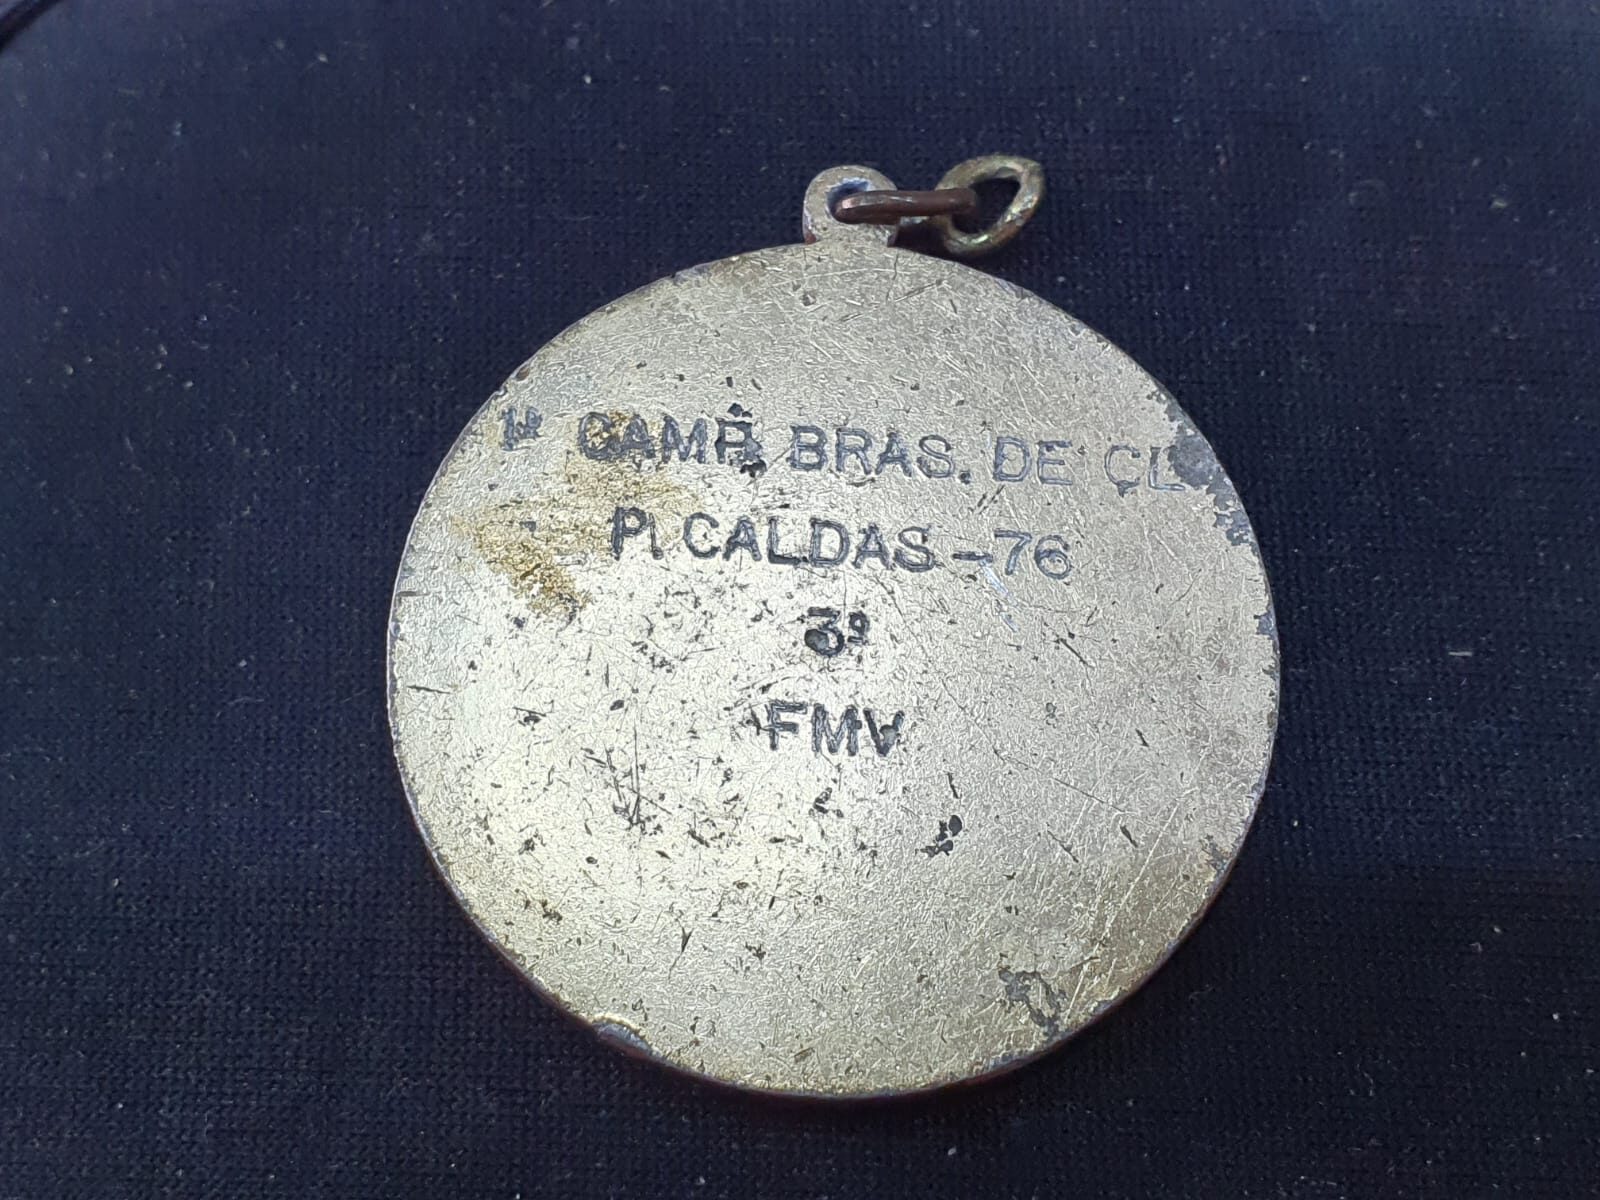 1º CAMP. BRAS. DE CL
P. CALDAS - 76
3º
FMV